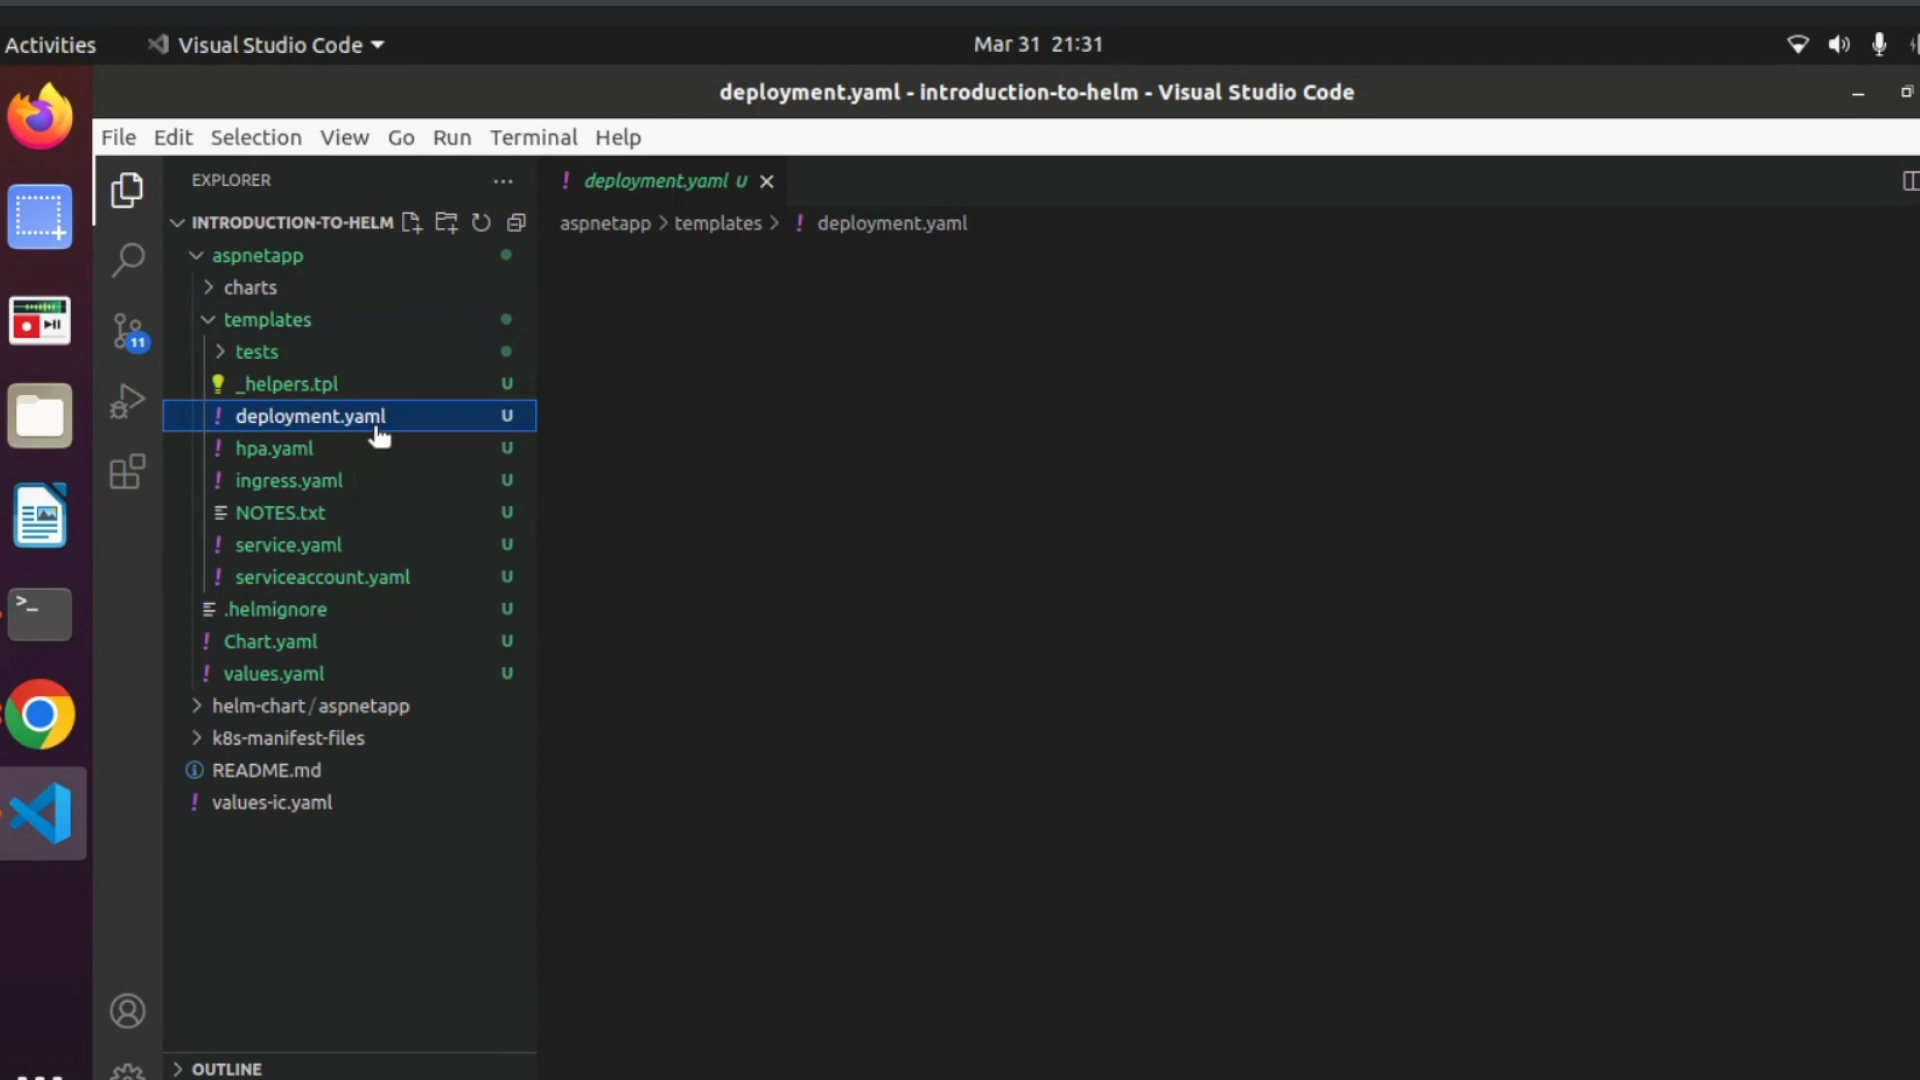 Activities Visual Studio Code Mar 31 21:31
deployment.yaml - introduction-to-helm - Visual Studio Code
File Edit Selection View Go Run Terminal Help
EXPLORER
deployment.yaml U
INTRODUCTION-TO-HELM
aspnetapp > templates > ! deployment.yaml
aspnetapp
charts
templates
tests
_helpers.tpl U
! deployment.yaml U
! hpa.yaml U
! ingress.yaml U
NOTES.txt U
! service.yaml U
! serviceaccount.yaml U
.helmignore U
! Chart.yaml U
! values.yaml U
helm-chart / aspnetapp
k8s-manifest-files
README.md
! values-ic.yaml
11
OUTLINE